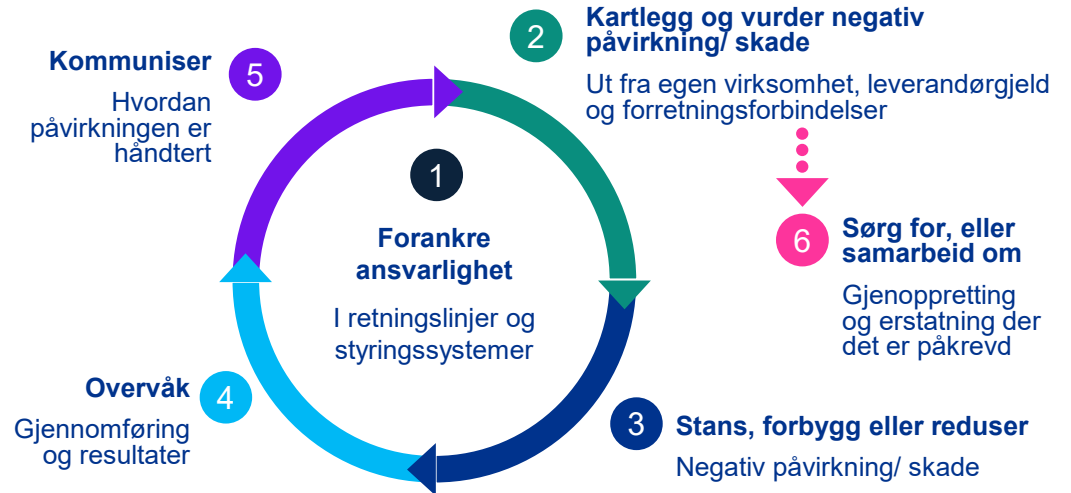 1
Forankre
ansvarlighet
I retningslinjer og
styringssystemer
2
Kartlegg og vurder negativ
påvirkning/ skade
Ut fra egen virksomhet, leverandørgjeld
og forretningsforbindelser
3
Stans, forbygg eller reduser
Negativ påvirkning/ skade
4
Overvåk
Gjennomføring
og resultater
5
Kommuniser
Hvordan
påvirkningen er
håndtert
6
Sørg for, eller
samarbeid om
Gjenoppretting
og erstatning der
det er påkrevd